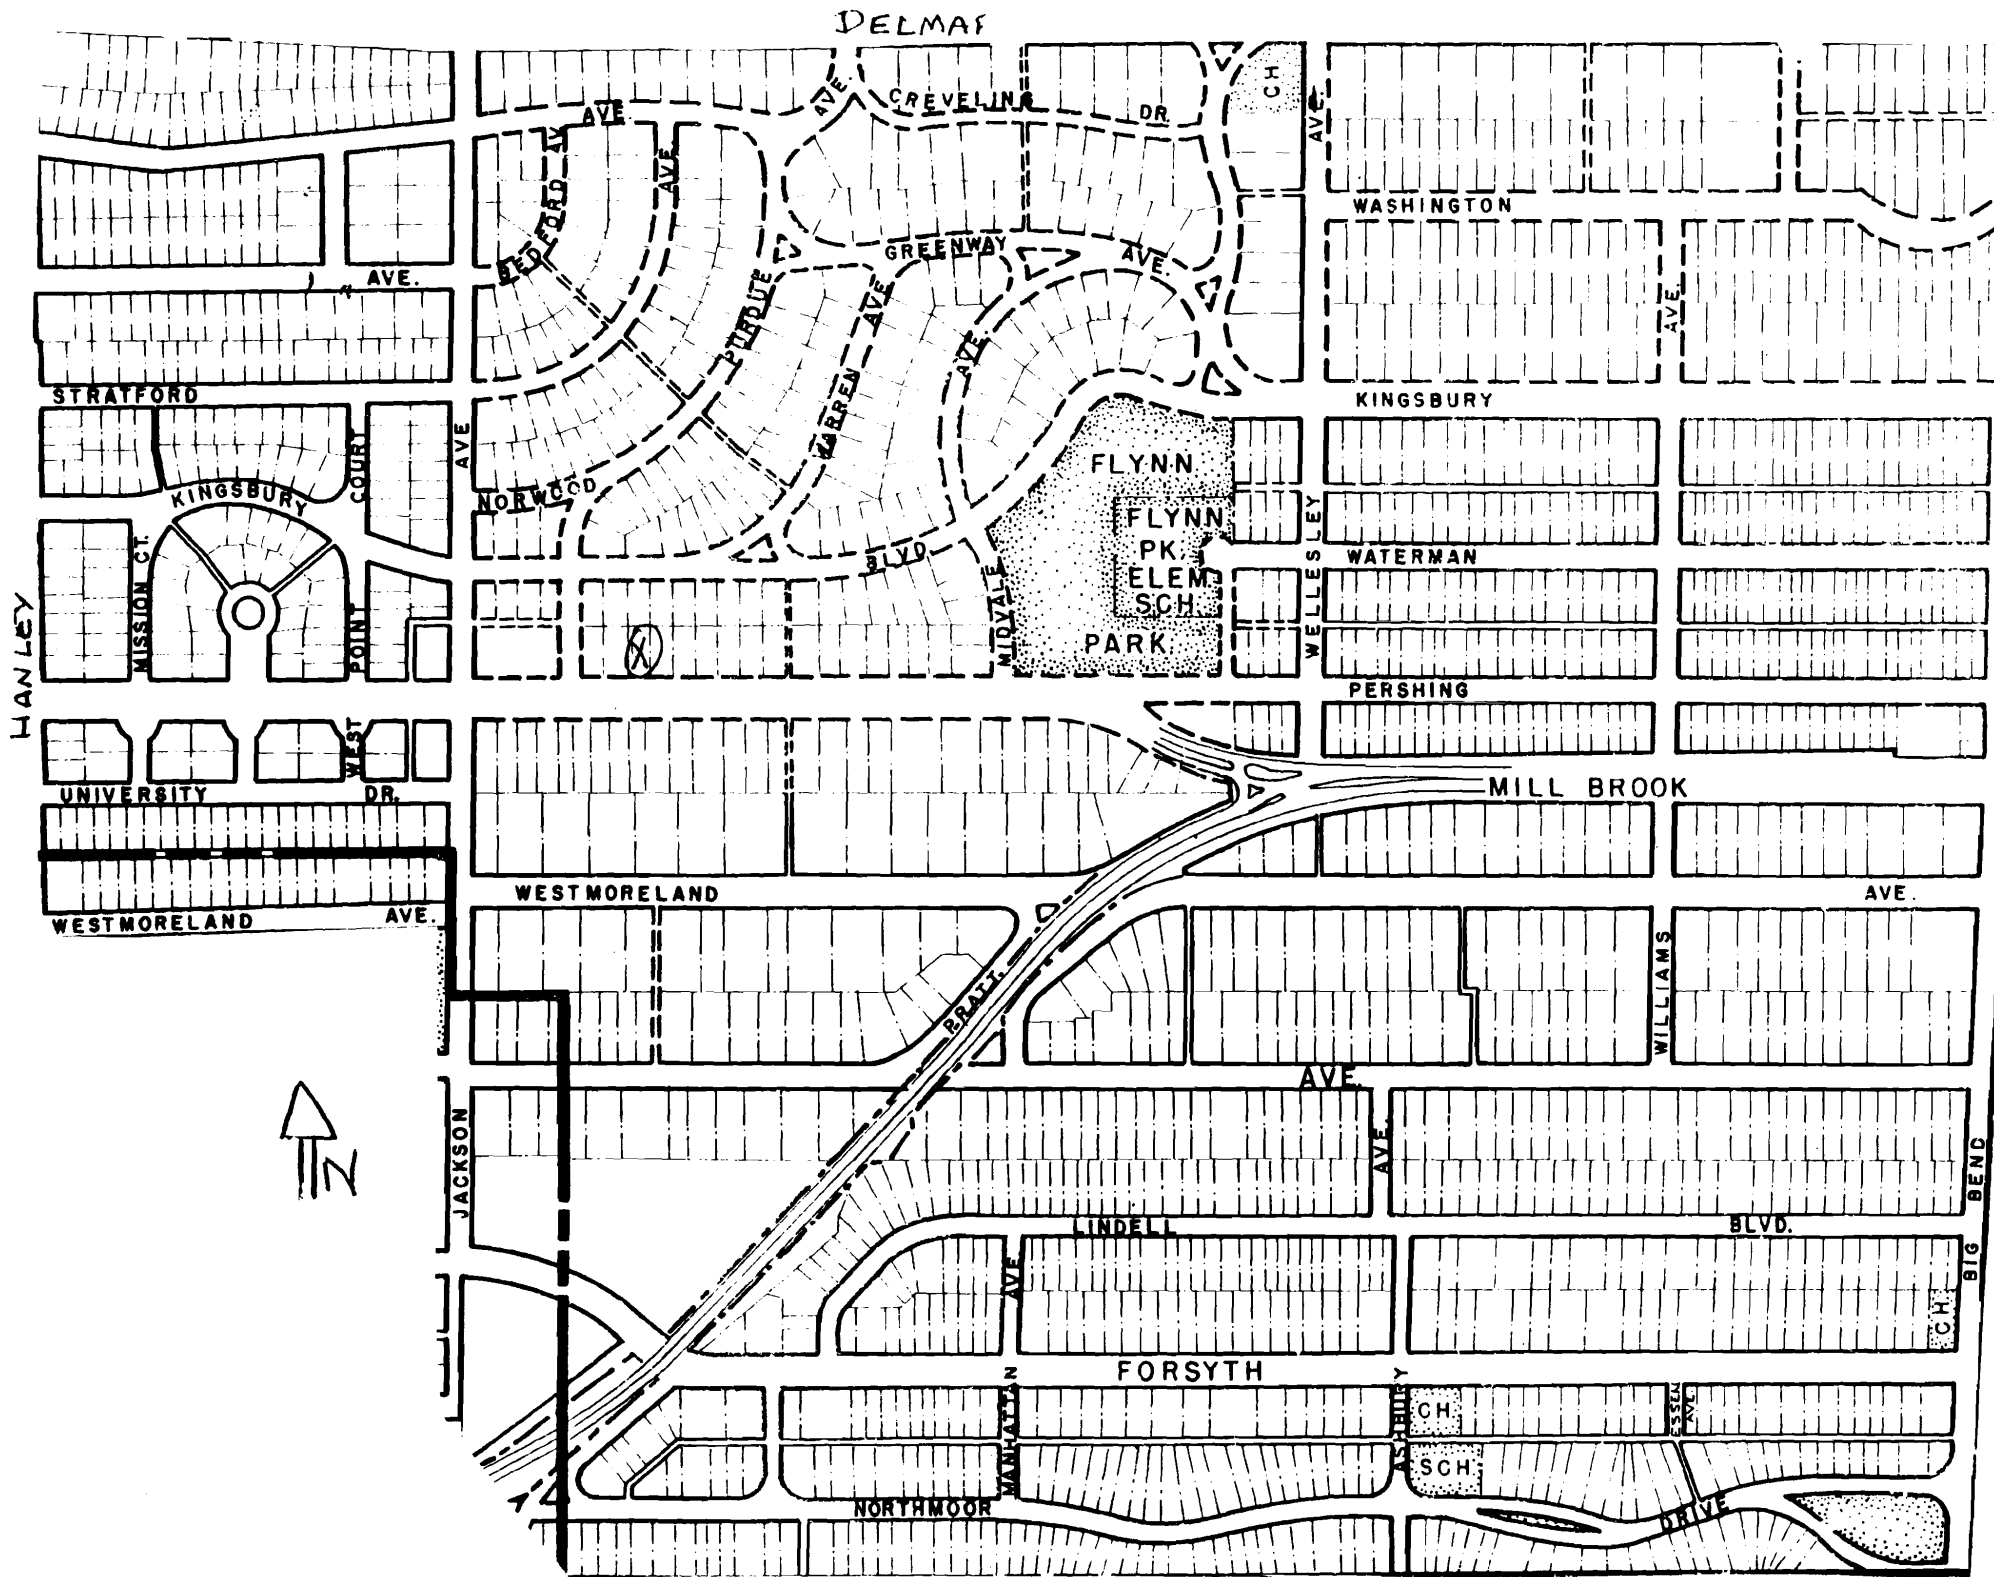 DELMAR
CH
CREVELING
DR.
AVE.
AVE.
AVE.
AVE.
BEDFORD AV
WASHINGTON
GREENWAY
AVE.
AVE.
PURDUE
AVE.
AVE.
AVE.
WARREN
STRATFORD
KINGSBURY
COURT
AVE
FLYNN
KINGSBURY
NORWOOD
FLYNN
PK.
ELEM
SCH.
PARK
WELLESLEY
WATERMAN
MISSION CT.
BLVD
MIDVALE
HANLEY
POINT
X
PERSHING
WEST
UNIVERSITY
DR.
MILL BROOK
WESTMORELAND
AVE.
WESTMORELAND
AVE.
WILLIAMS
PRATT.
AVE.
JACKSON
AVE.
N
BIG BEND
LINDELL
BLVD.
AVE
CH
FORSYTH
MANHATTAN
ASHBURY
CH
ESSEN
AVE
SCH
NORTHMOOR
DRIVE